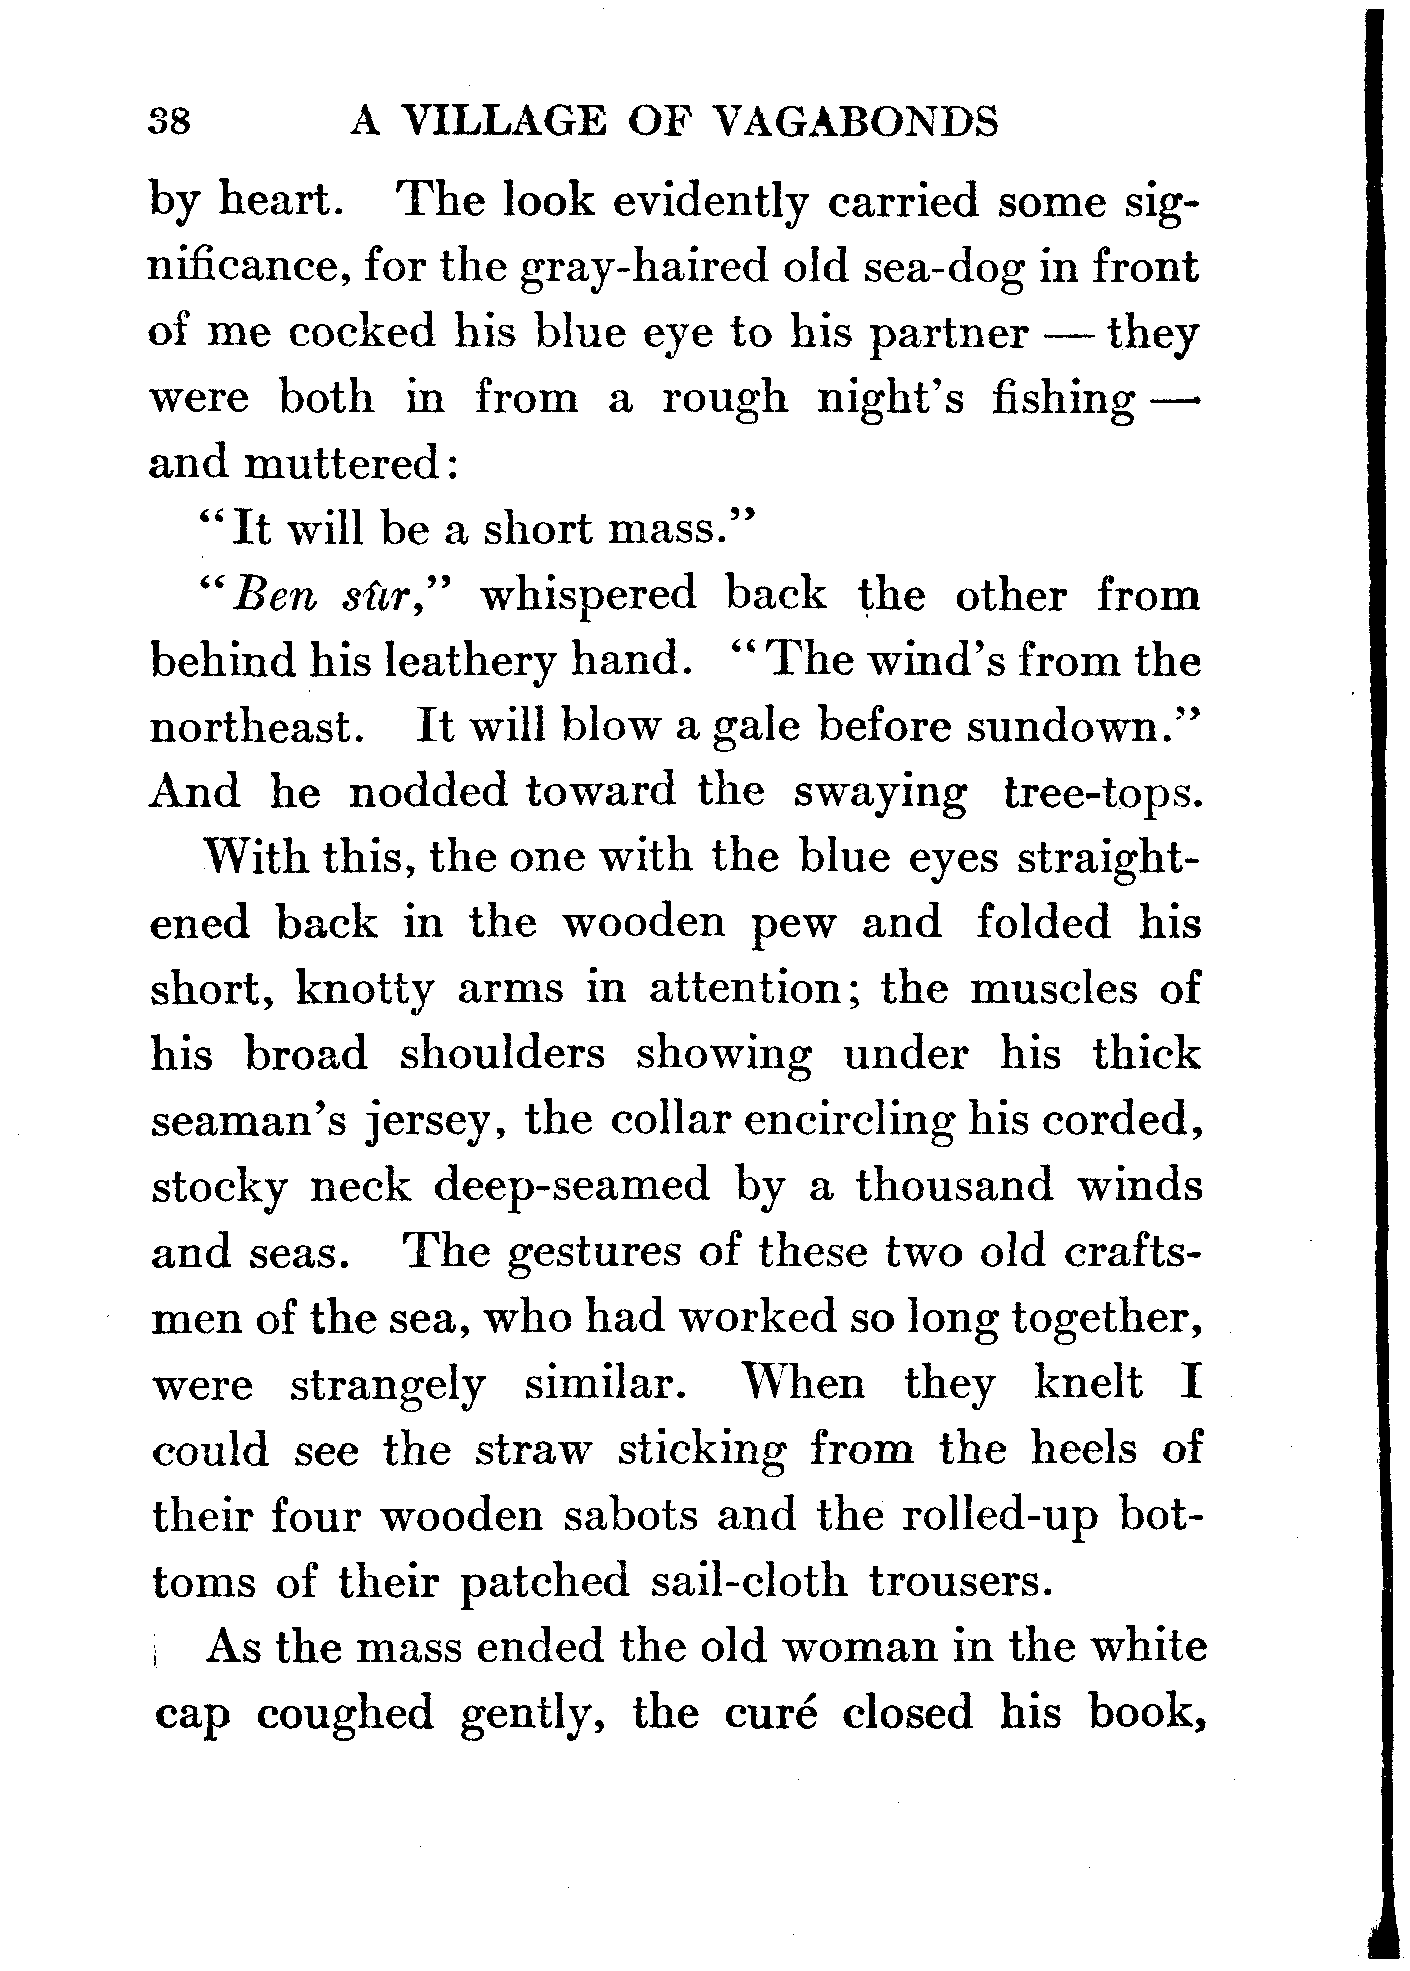 38 A VILLAGE OF VAGABONDS
by heart. The look evidently carried some sig-
nificance, for the gray-haired old sea-dog in front
of me cocked his blue eye to his partner — they
were both in from a rough night's fishing —
and muttered:
"It will be a short mass."
"Ben sûr," whispered back the other from
behind his leathery hand. "The wind's from the
northeast. It will blow a gale before sundown."
And he nodded toward the swaying tree-tops.
With this, the one with the blue eyes straight-
ened back in the wooden pew and folded his
short, knotty arms in attention; the muscles of
his broad shoulders showing under his thick
seaman's jersey, the collar encircling his corded,
stocky neck deep-seamed by a thousand winds
and seas. The gestures of these two old crafts-
men of the sea, who had worked so long together,
were strangely similar. When they knelt I
could see the straw sticking from the heels of
their four wooden sabots and the rolled-up bot-
toms of their patched sail-cloth trousers.
As the mass ended the old woman in the white
cap coughed gently, the curé closed his book,